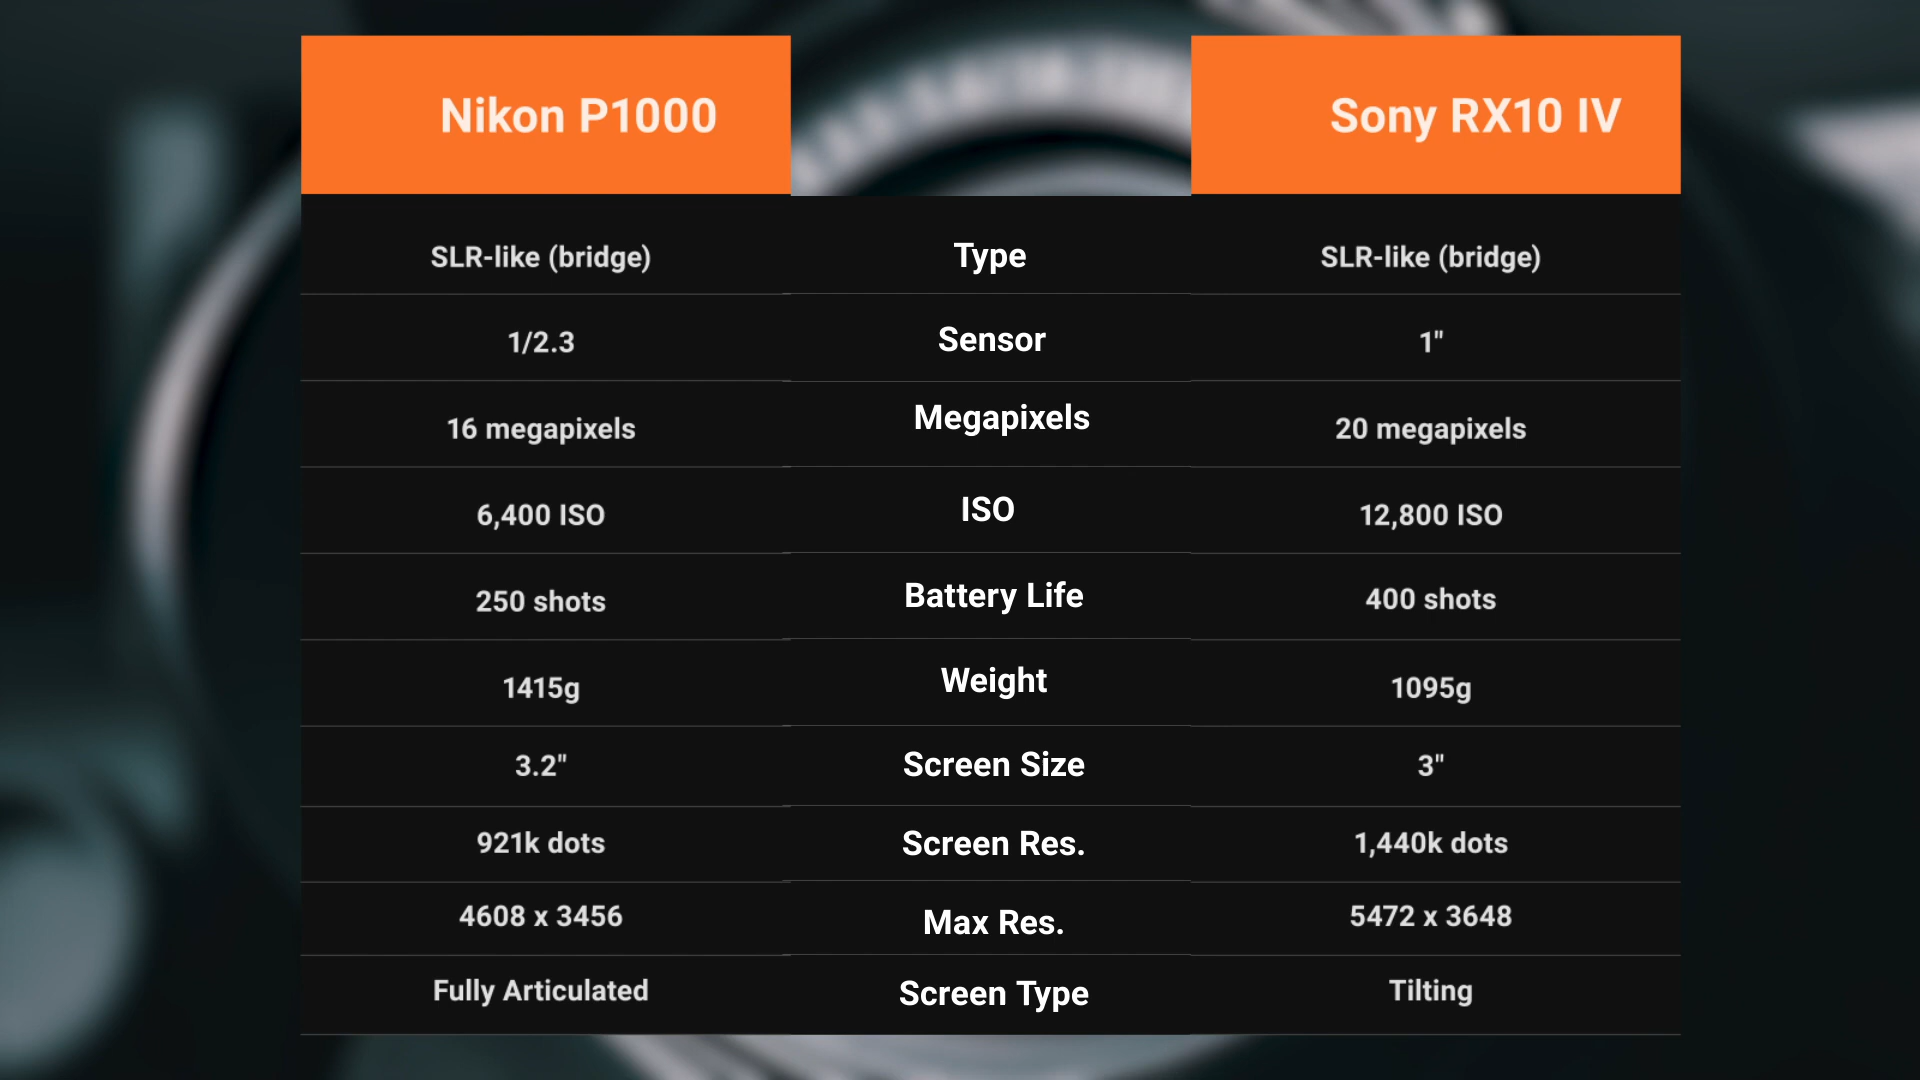 Nikon P1000 Sony RX10 IV
SLR-like (bridge) Type SLR-like (bridge)
1/2.3 Sensor 1"
16 megapixels Megapixels 20 megapixels
6,400 ISO ISO 12,800 ISO
250 shots Battery Life 400 shots
1415g Weight 1095g
3.2" Screen Size 3"
921k dots Screen Res. 1,440k dots
4608 x 3456 Max Res. 5472 x 3648
Fully Articulated Screen Type Tilting